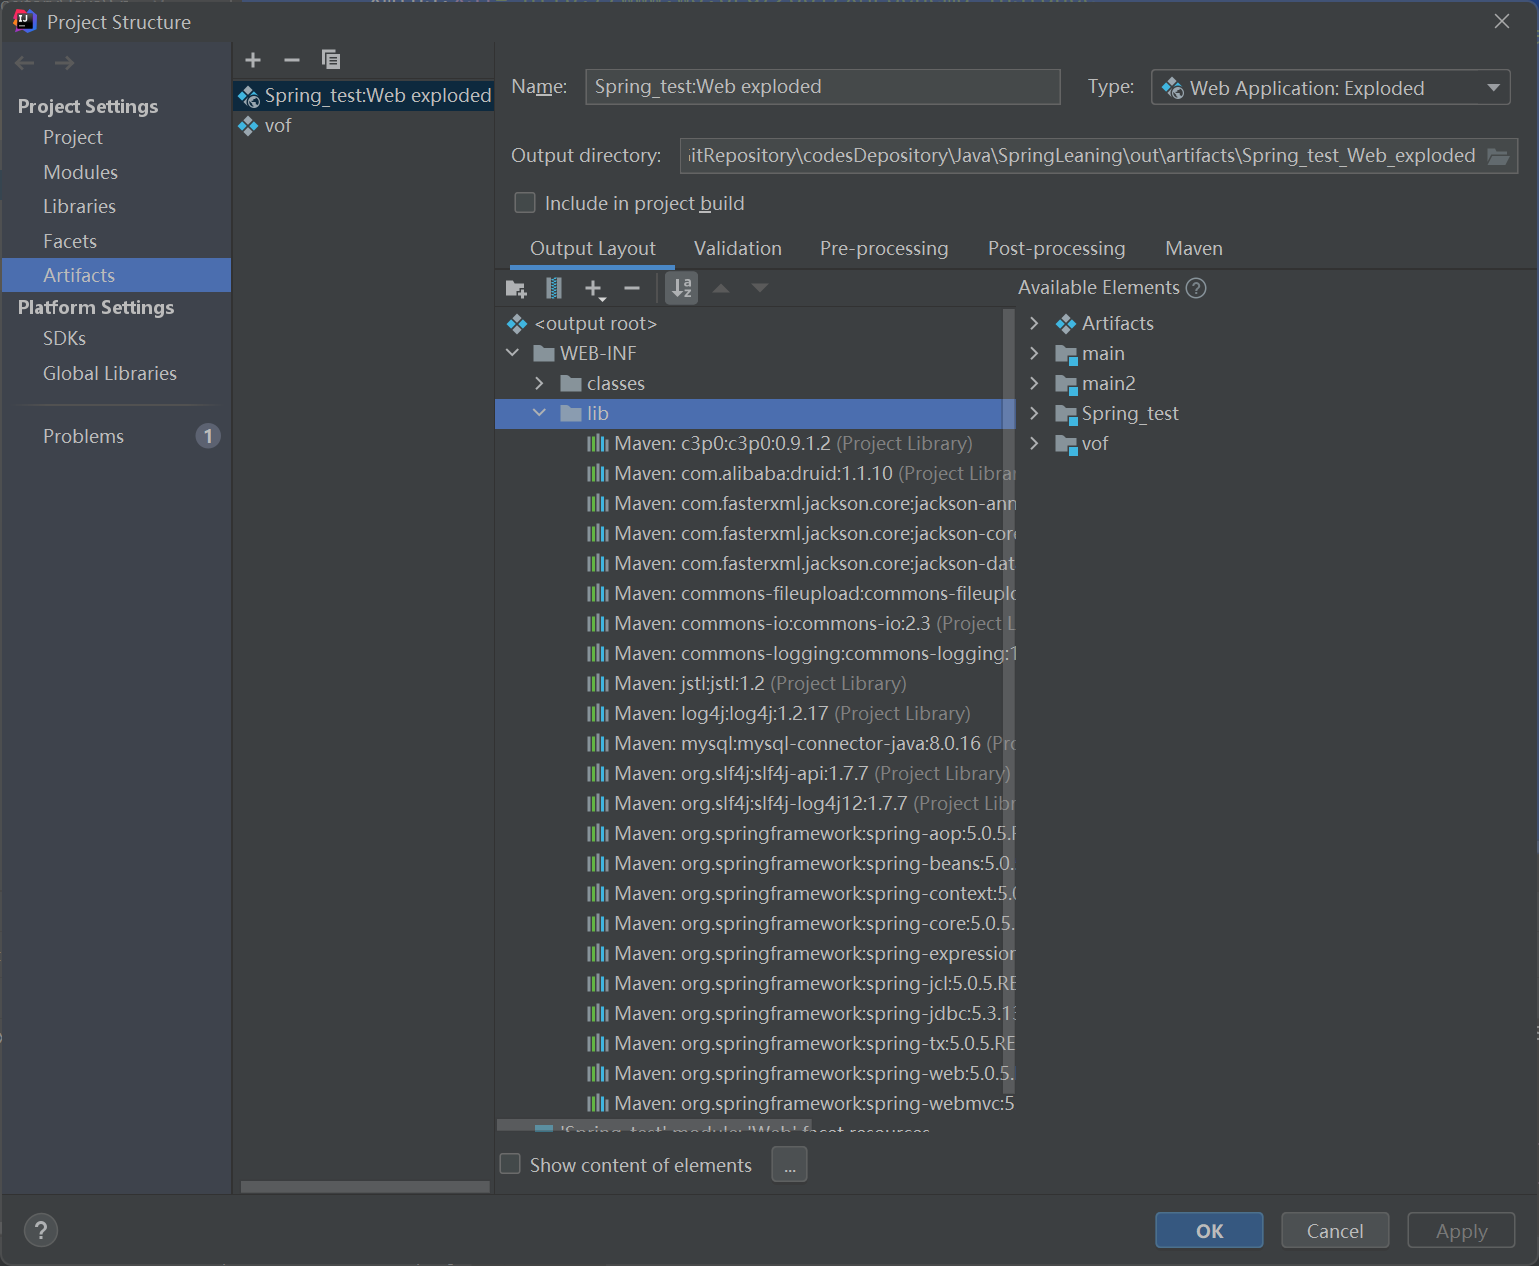 Project Structure
Project Settings
Project
Modules
Libraries
Facets
Artifacts
Platform Settings
SDKs
Global Libraries
Problems 1
Spring_test:Web exploded
vof
Name: Spring_test:Web exploded Type: Web Application: Exploded
Output directory: itRepository\codesDepository\Java\SpringLeaning\out\artifacts\Spring_test_Web_exploded
Include in project build
Output Layout Validation Pre-processing Post-processing Maven
<output root>
WEB-INF
classes
lib
Maven: c3p0:c3p0:0.9.1.2 (Project Library)
Maven: com.alibaba:druid:1.1.10 (Project Librar
Maven: com.fasterxml.jackson.core:jackson-ann
Maven: com.fasterxml.jackson.core:jackson-core
Maven: com.fasterxml.jackson.core:jackson-dat
Maven: commons-fileupload:commons-fileuplo
Maven: commons-io:commons-io:2.3 (Project L
Maven: commons-logging:commons-logging:1
Maven: jstl:jstl:1.2 (Project Library)
Maven: log4j:log4j:1.2.17 (Project Library)
Maven: mysql:mysql-connector-java:8.0.16 (Pro
Maven: org.slf4j:slf4j-api:1.7.7 (Project Library)
Maven: org.slf4j:slf4j-log4j12:1.7.7 (Project Libr
Maven: org.springframework:spring-aop:5.0.5.R
Maven: org.springframework:spring-beans:5.0.
Maven: org.springframework:spring-context:5.0
Maven: org.springframework:spring-core:5.0.5.
Maven: org.springframework:spring-expression
Maven: org.springframework:spring-jcl:5.0.5.RE
Maven: org.springframework:spring-jdbc:5.3.13
Maven: org.springframework:spring-tx:5.0.5.RE
Maven: org.springframework:spring-web:5.0.5.
Maven: org.springframework:spring-webmvc:5
'Spring_test' module: 'Web' facet resources
Available Elements ?
Artifacts
main
main2
Spring_test
vof
Show content of elements ...
? OK Cancel Apply